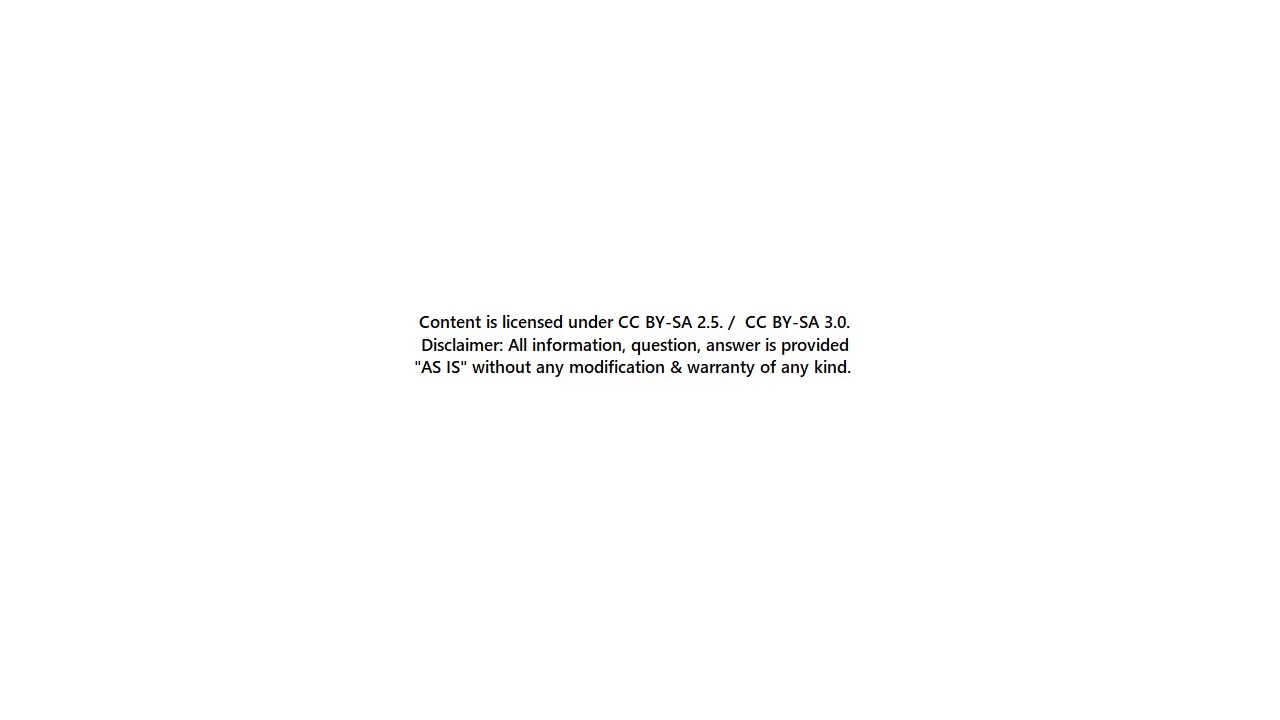 Content is licensed under CC BY-SA 2.5. /  CC BY-SA 3.0.
Disclaimer: All information, question, answer is provided
"AS IS" without any modification & warranty of any kind.